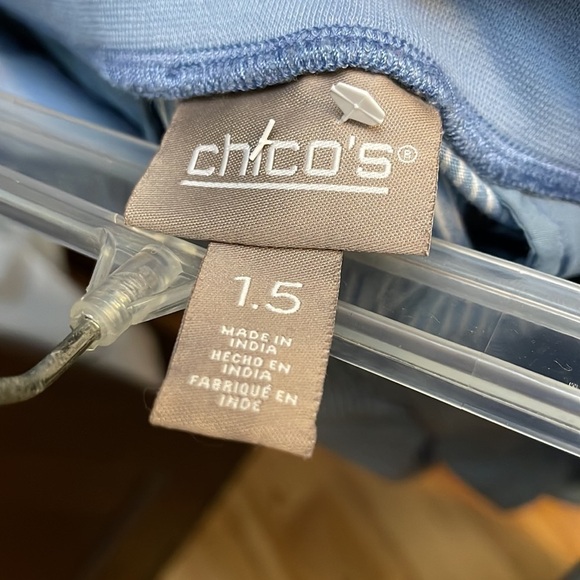 chico's®
1.5
MADE IN
INDIA
HECHO EN
INDIA
FABRIQUÉ EN
INDE